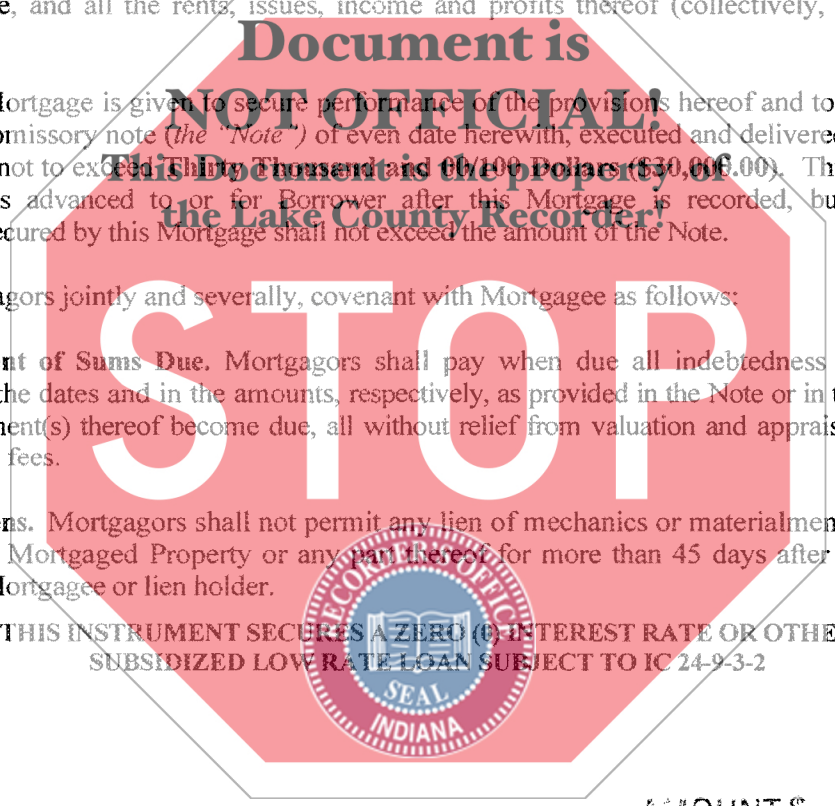 e, and all the rents, issues, income and profits thereof (collectively,
Document is
NOT OFFICIAL!
lortgage is given to secure performance of the provisions hereof and to
omissory note (the "Note") of even date herewith, executed and delivered
not to exceed Thirty Thousand and 00/100 Dollars ($30,000.00). Th
This Document is the property of
s advanced to or for Borrower after this Mortgage is recorded, bu
the Lake County Recorder!
ecured by this Mortgage shall not exceed the amount of the Note.
agors jointly and severally, covenant with Mortgagee as follows:
STOP
nt of Sums Due. Mortgagors shall pay when due all indebtedness
the dates and in the amounts, respectively, as provided in the Note or in t
nent(s) thereof become due, all without relief from valuation and apprais
fees.
ns. Mortgagors shall not permit any lien of mechanics or materialmen
Mortgaged Property or any part thereof for more than 45 days after
lortgagee or lien holder.
RECORDER'S OFFICE
THIS INSTRUMENT SECURES A ZERO (0) INTEREST RATE OR OTHE
SUBSIDIZED LOW RATE LOAN SUBJECT TO IC 24-9-3-2
SEAL
INDIANA